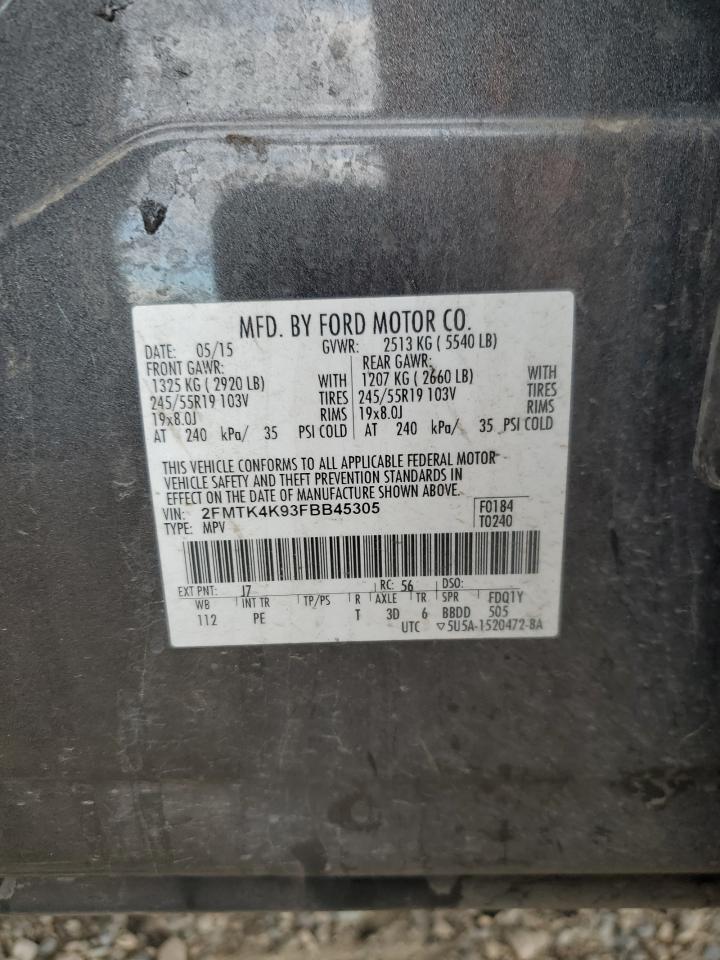 MFD. BY FORD MOTOR CO.
DATE: 05/15 GVWR: 2513 KG ( 5540 LB)
FRONT GAWR: REAR GAWR:
1325 KG ( 2920 LB) WITH 1207 KG ( 2660 LB) WITH
245/55R19 103V TIRES 245/55R19 103V TIRES
19x8.0J RIMS 19x8.0J RIMS
AT 240 kPa/ 35 PSI COLD AT 240 kPa/ 35 PSI COLD
THIS VEHICLE CONFORMS TO ALL APPLICABLE FEDERAL MOTOR
VEHICLE SAFETY AND THEFT PREVENTION STANDARDS IN
EFFECT ON THE DATE OF MANUFACTURE SHOWN ABOVE.
VIN: 2FMTK4K93FBB45305 F0184
TYPE: MPV T0240
EXT PNT: J7 RC: 56 DSO:
WB INT TR TP/PS R AXLE TR SPR FDQ1Y
112 PE T 3D 6 BBDD 505
UTC ▽5U5A-1520472-8A